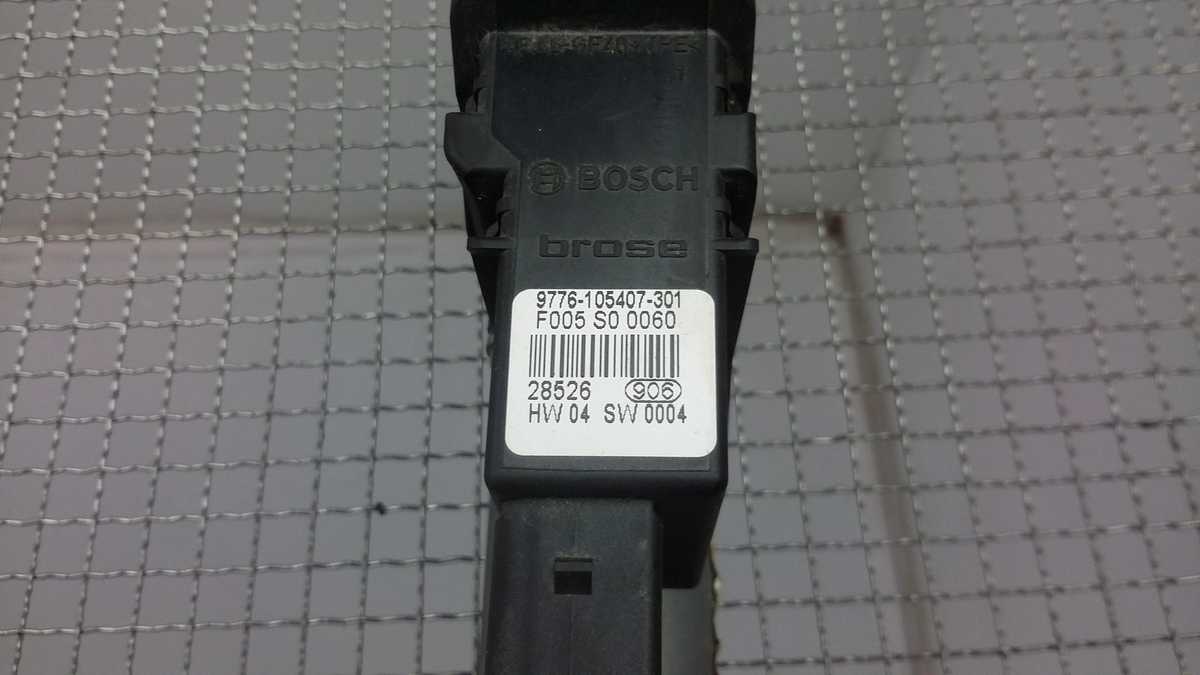 BOSCH
brose
9776-105407-301
F005 S0 0060
28526 906
HW 04 SW 0004